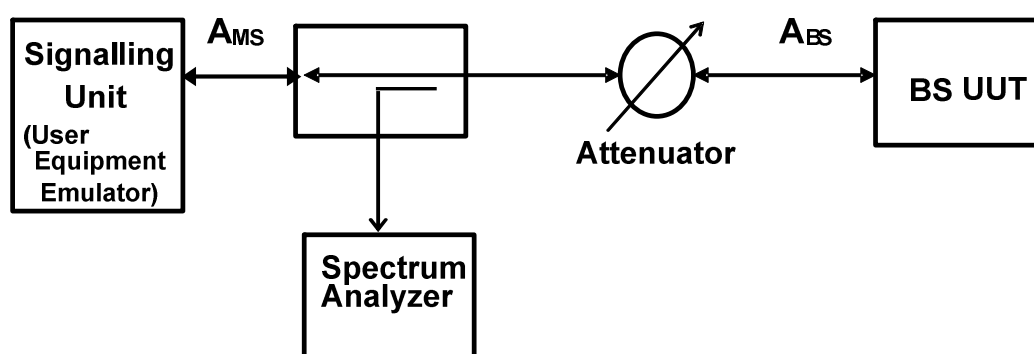 Signalling
Unit
(User
Equipment
Emulator)
AMS
Attenuator
ABS
BS UUT
Spectrum
Analyzer